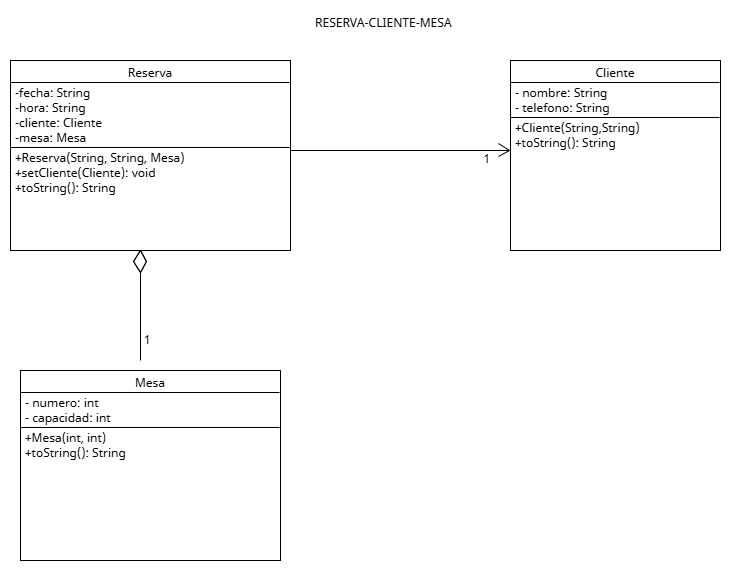 RESERVA-CLIENTE-MESA
Reserva
-fecha: String
-hora: String
-cliente: Cliente
-mesa: Mesa
+Reserva(String, String, Mesa)
+setCliente(Cliente): void
+toString(): String
1
Cliente
- nombre: String
- telefono: String
+Cliente(String,String)
+toString(): String
1
Mesa
- numero: int
- capacidad: int
+Mesa(int, int)
+toString(): String